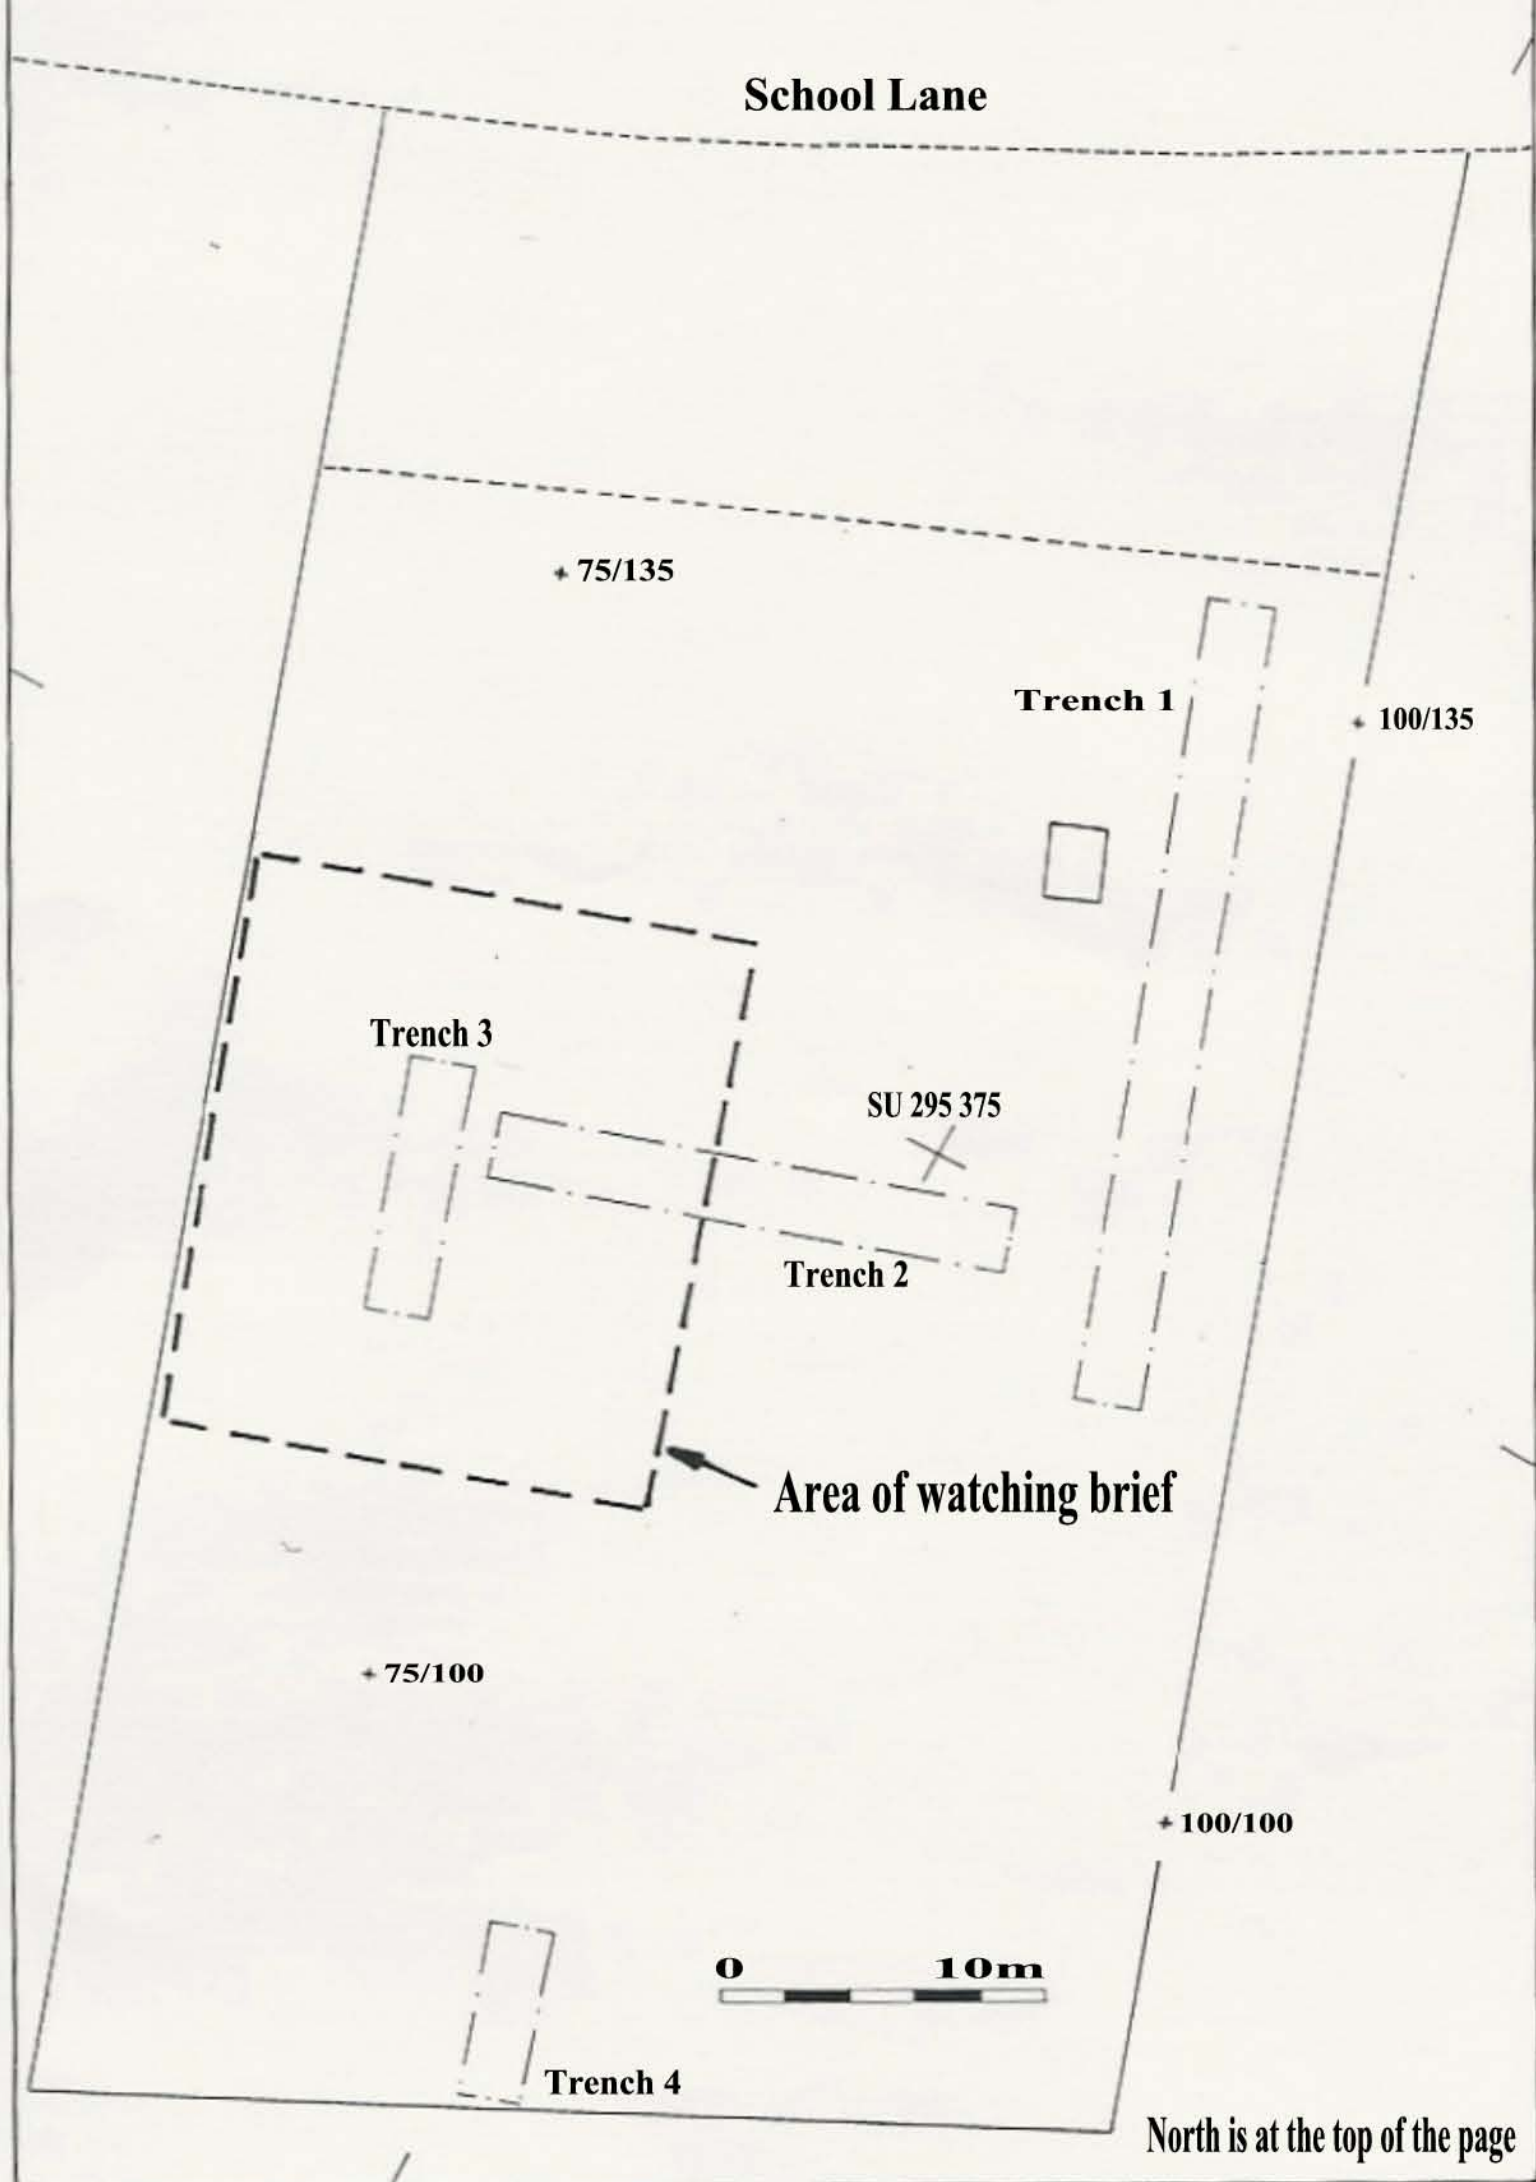 School Lane
75/135
Trench 1
100/135
Trench 3
SU 295 375
Trench 2
Area of watching brief
75/100
100/100
0 10m
Trench 4
North is at the top of the page